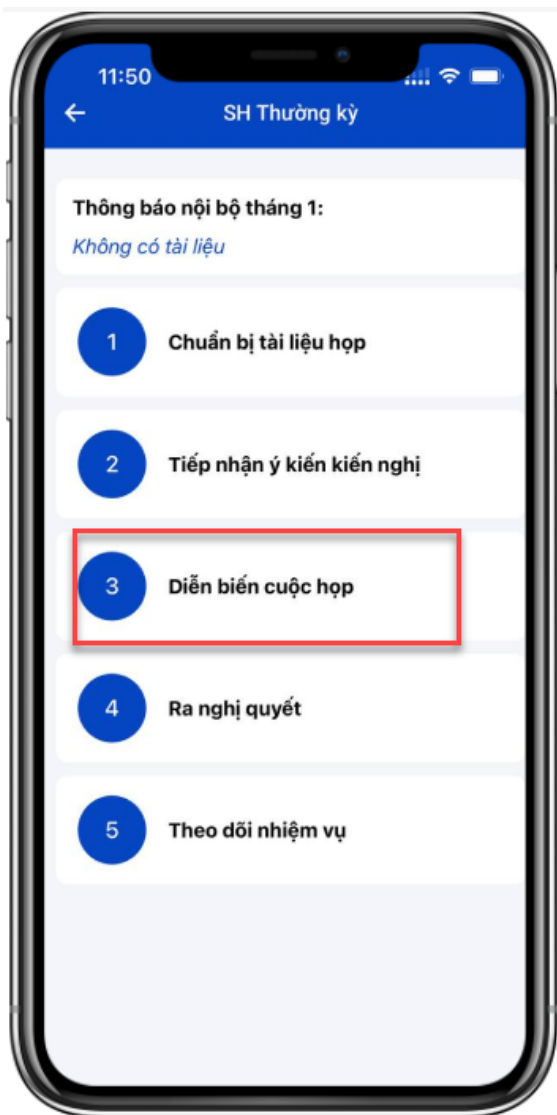 11:50
SH Thường kỳ
Thông báo nội bộ tháng 1:
Không có tài liệu
1 Chuẩn bị tài liệu họp
2 Tiếp nhận ý kiến kiến nghị
3 Diễn biến cuộc họp
4 Ra nghị quyết
5 Theo dõi nhiệm vụ